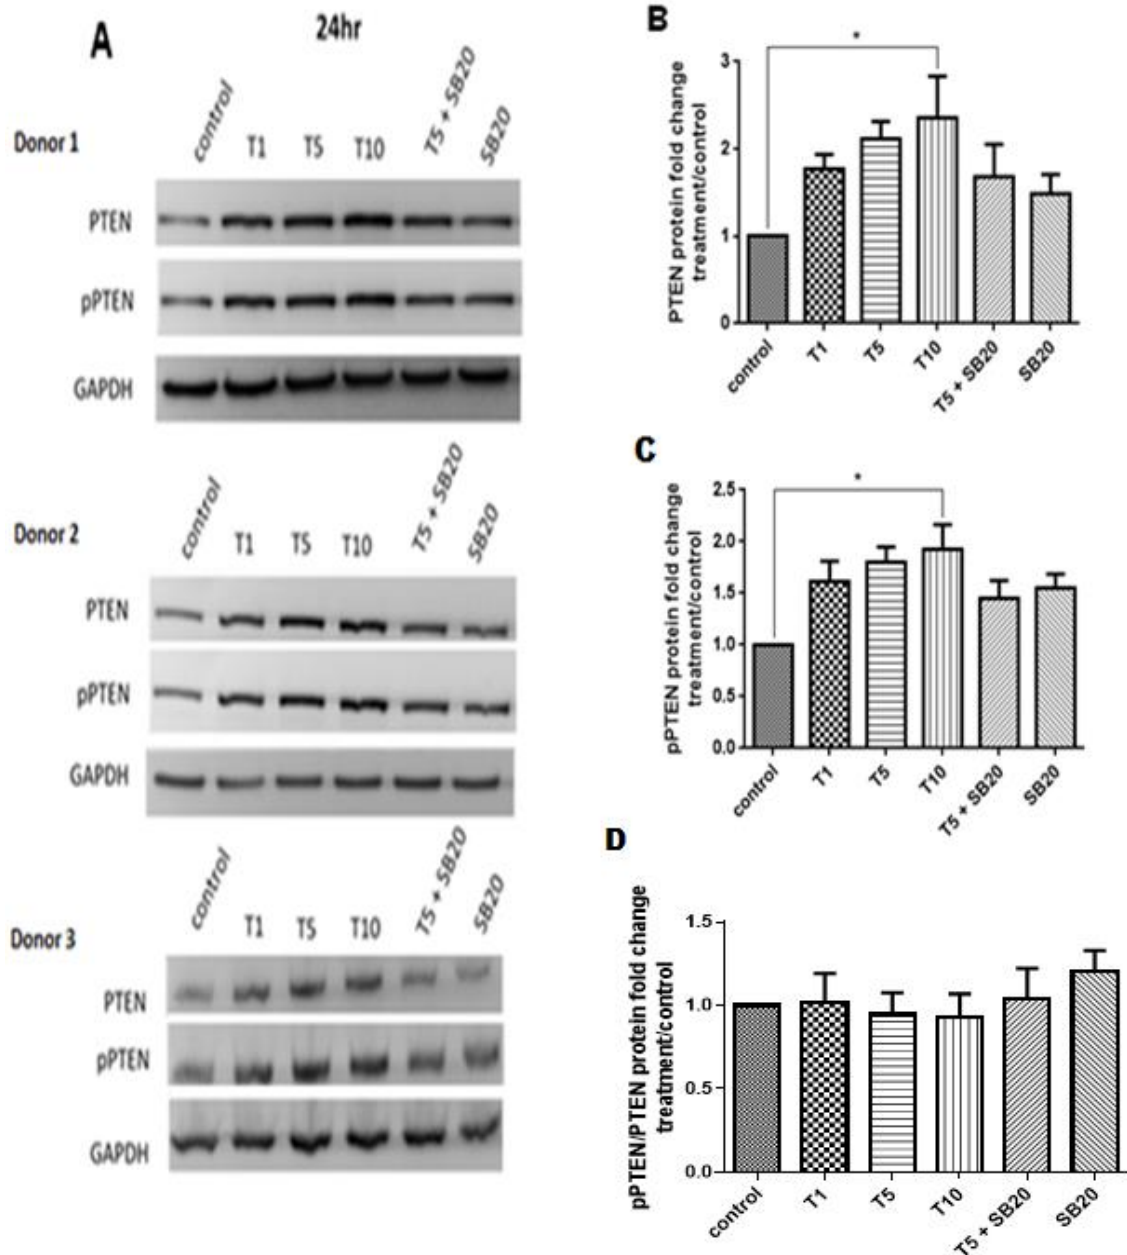 A
24hr
Donor 1
control
T1
T5
T10
T5 + SB20
SB20
PTEN
pPTEN
GAPDH
Donor 2
control
T1
T5
T10
T5 + SB20
SB20
PTEN
pPTEN
GAPDH
Donor 3
control
T1
T5
T10
T5 + SB20
SB20
PTEN
pPTEN
GAPDH
B
PTEN protein fold change
treatment/control
*
3
2
1
0
control
T1
T5
T10
T5 + SB20
SB20
C
pPTEN protein fold change
treatment/control
*
2.5
2.0
1.5
1.0
0.5
0.0
control
T1
T5
T10
T5 + SB20
SB20
D
pPTEN/PTEN protein fold change
treatment/control
1.5
1.0
0.5
0.0
control
T1
T5
T10
T5 + SB20
SB20